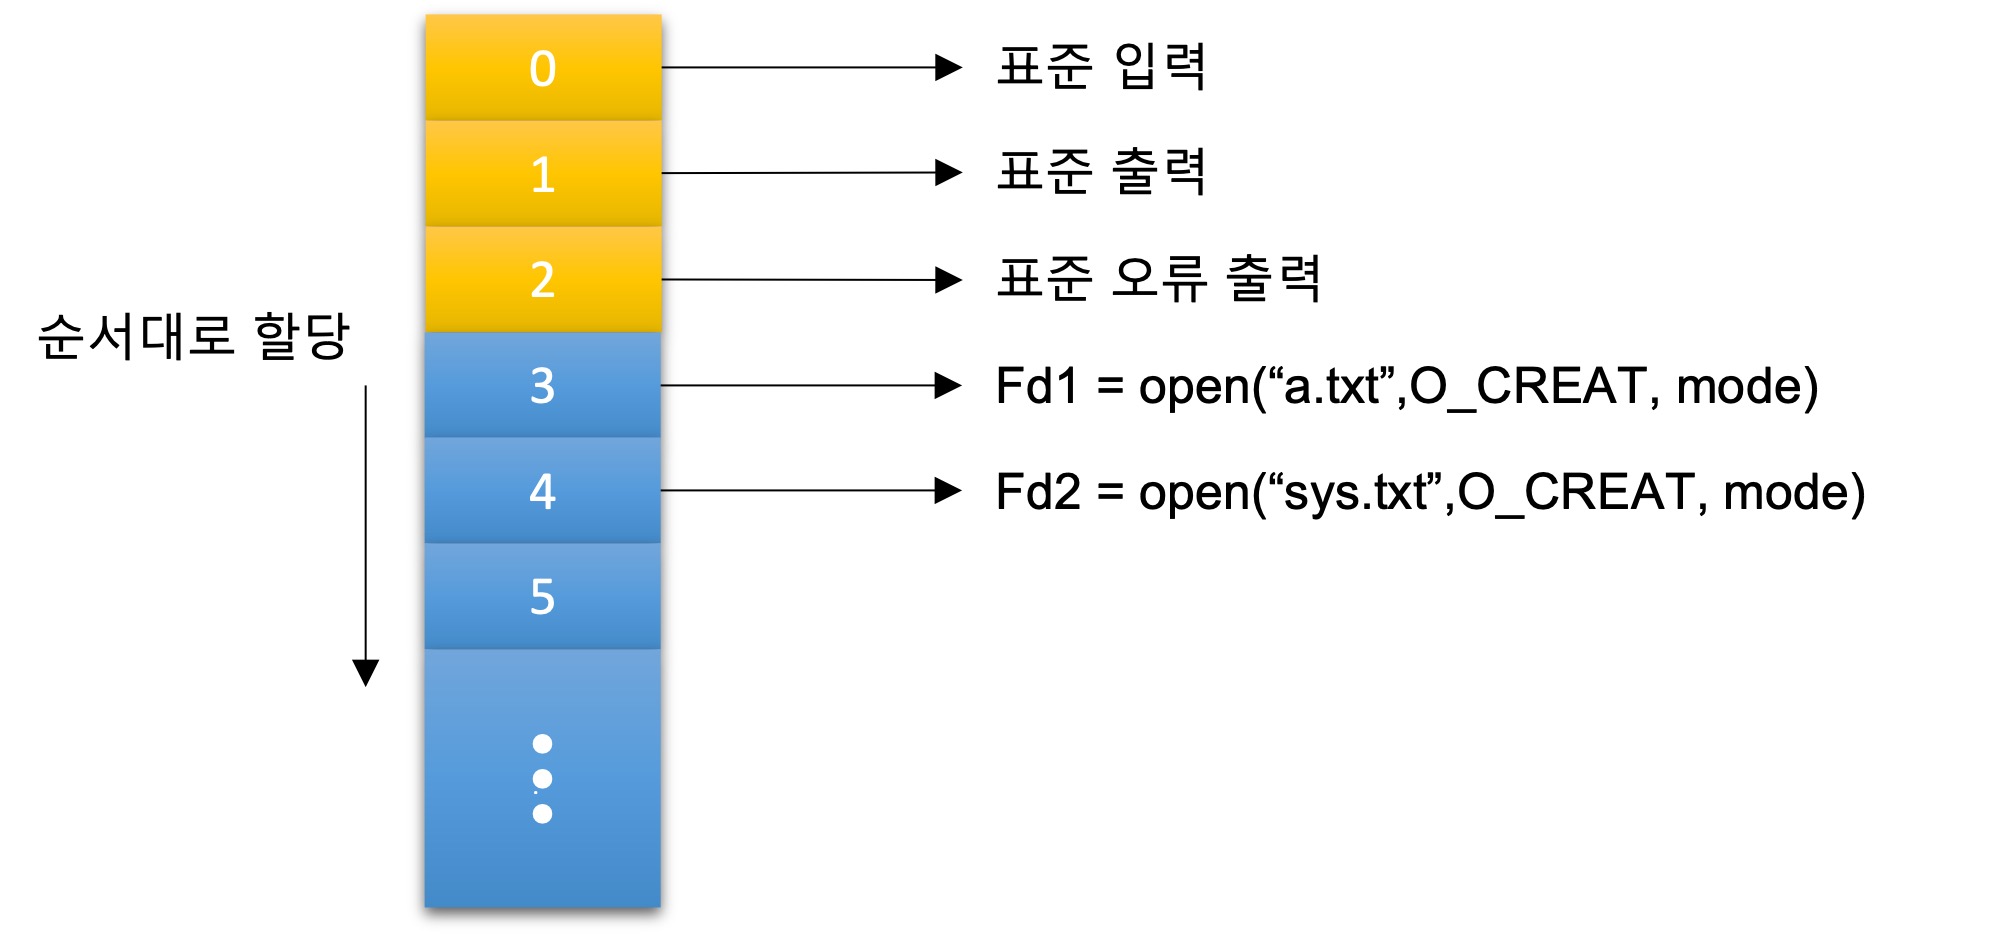 0
표준 입력
1
표준 출력
2
표준 오류 출력
순서대로 할당
3
Fd1 = open(“a.txt”,O_CREAT, mode)
4
Fd2 = open(“sys.txt”,O_CREAT, mode)
5